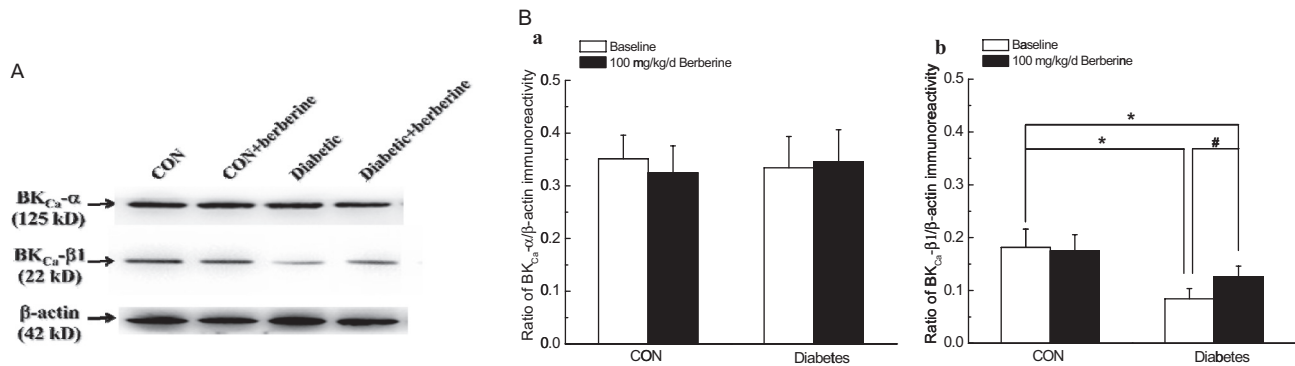 A
CON
CON+berberine
Diabetic
Diabetic+berberine
BKCa-α
(125 kD)
BKCa-β1
(22 kD)
β-actin
(42 kD)
B
a
Baseline
100 mg/kg/d Berberine
Ratio of BKCa-α/β-actin immunoreactivity
0.5
0.4
0.3
0.2
0.1
0.0
CON
Diabetes
b
Baseline
100 mg/kg/d Berberine
Ratio of BKCa-β1/β-actin immunoreactivity
0.5
0.4
0.3
0.2
0.1
0.0
*
*
#
CON
Diabetes